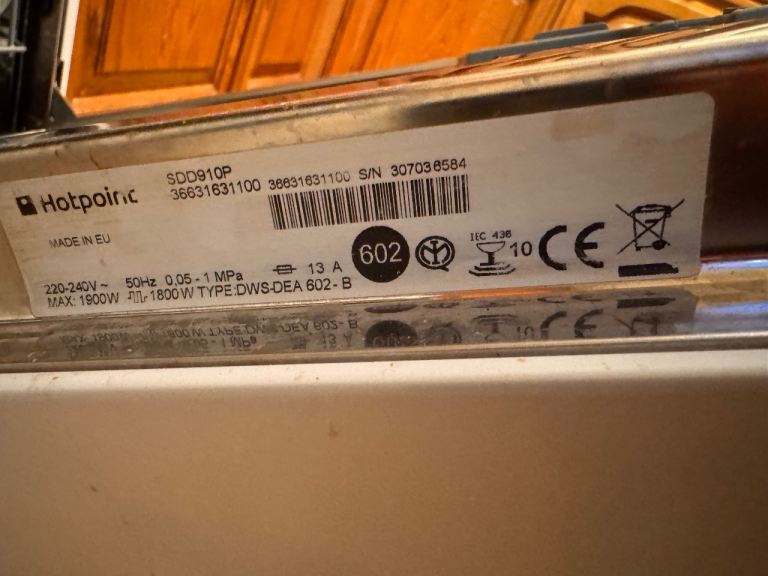 Hotpoint
SDD910P
36631631100 36631631100 S/N 307036584
MADE IN EU
220-240V ~ 50Hz 0,05 - 1 MPa 13 A
MAX: 1900W 1800W TYPE:DWS-DEA 602- B
602
IEC 436
10
CE